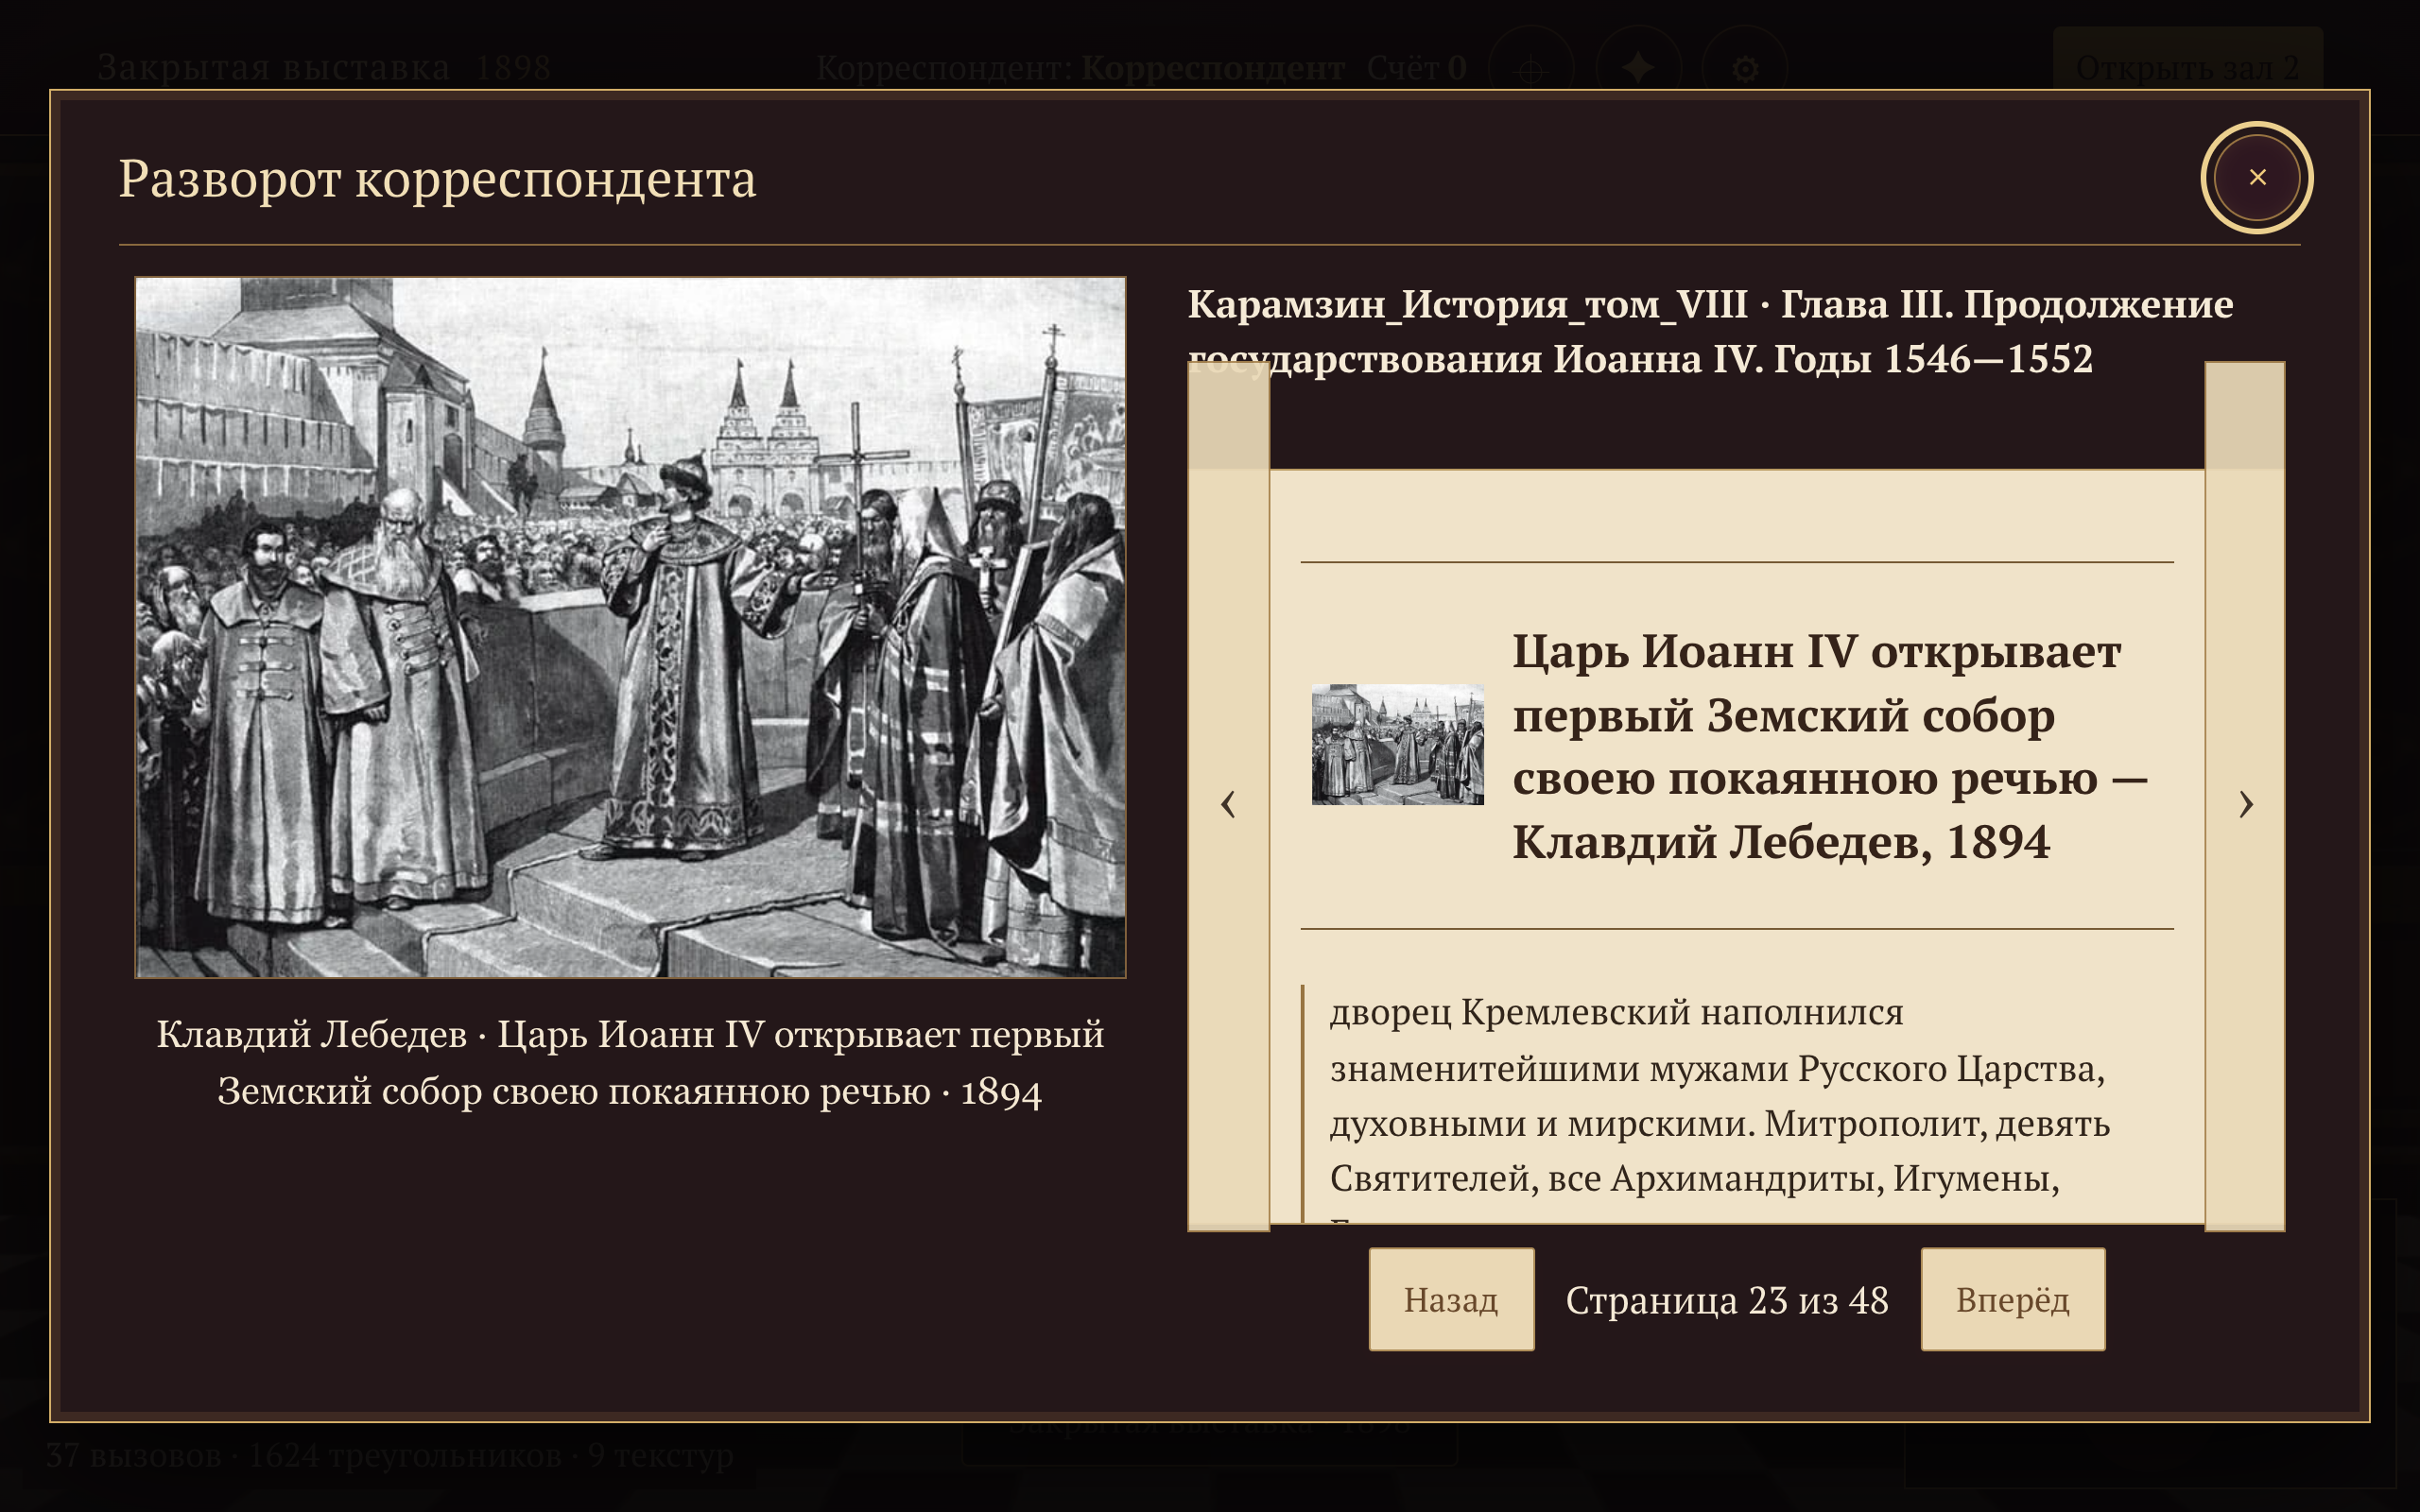 Закрытая выставка 1898
Корреспондент: Корреспондент Счёт 0
Открыть зал 2
Разворот корреспондента
×
Карамзин_История_том_VIII · Глава III. Продолжение
государствования Иоанна IV. Годы 1546—1552
Царь Иоанн IV открывает
первый Земский собор
своею покаянною речью —
Клавдий Лебедев, 1894
дворец Кремлевский наполнился
знаменитейшими мужами Русского Царства,
духовными и мирскими. Митрополит, девять
Святителей, все Архимандриты, Игумены,
‹
›
Клавдий Лебедев · Царь Иоанн IV открывает первый
Земский собор своею покаянною речью · 1894
Назад
Страница 23 из 48
Вперёд
Закрытая выставка 1898
37 вызовов · 1624 треугольников · 9 текстур